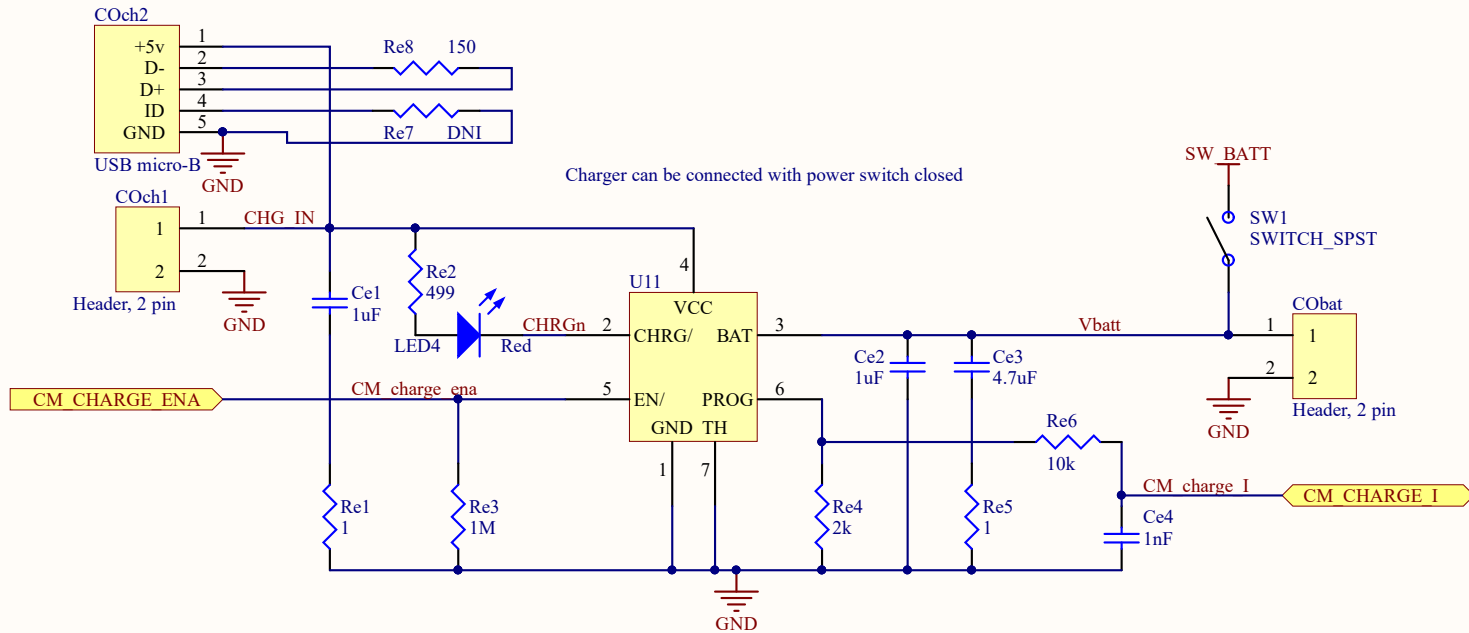 COch2
+5v 1
D- 2
D+ 3
ID 4
GND 5
USB micro-B
Re8 150
Re7 DNI
GND
Charger can be connected with power switch closed
SW_BATT
SW1
SWITCH_SPST
COch1
1 1
2 2
Header, 2 pin
CHG_IN
GND
Ce1
1uF
Re2
499
LED4
Red
CHRGn
U11
4
VCC
2 CHRG/
BAT 3
5 EN/
PROG 6
GND TH
1 7
Vbatt
Ce2
1uF
Ce3
4.7uF
CObat
1 1
2 2
Header, 2 pin
GND
CM_CHARGE_ENA
CM_charge_ena
Re6
10k
CM_charge_I
CM_CHARGE_I
Re1
1
Re3
1M
Re4
2k
Re5
1
Ce4
1nF
GND